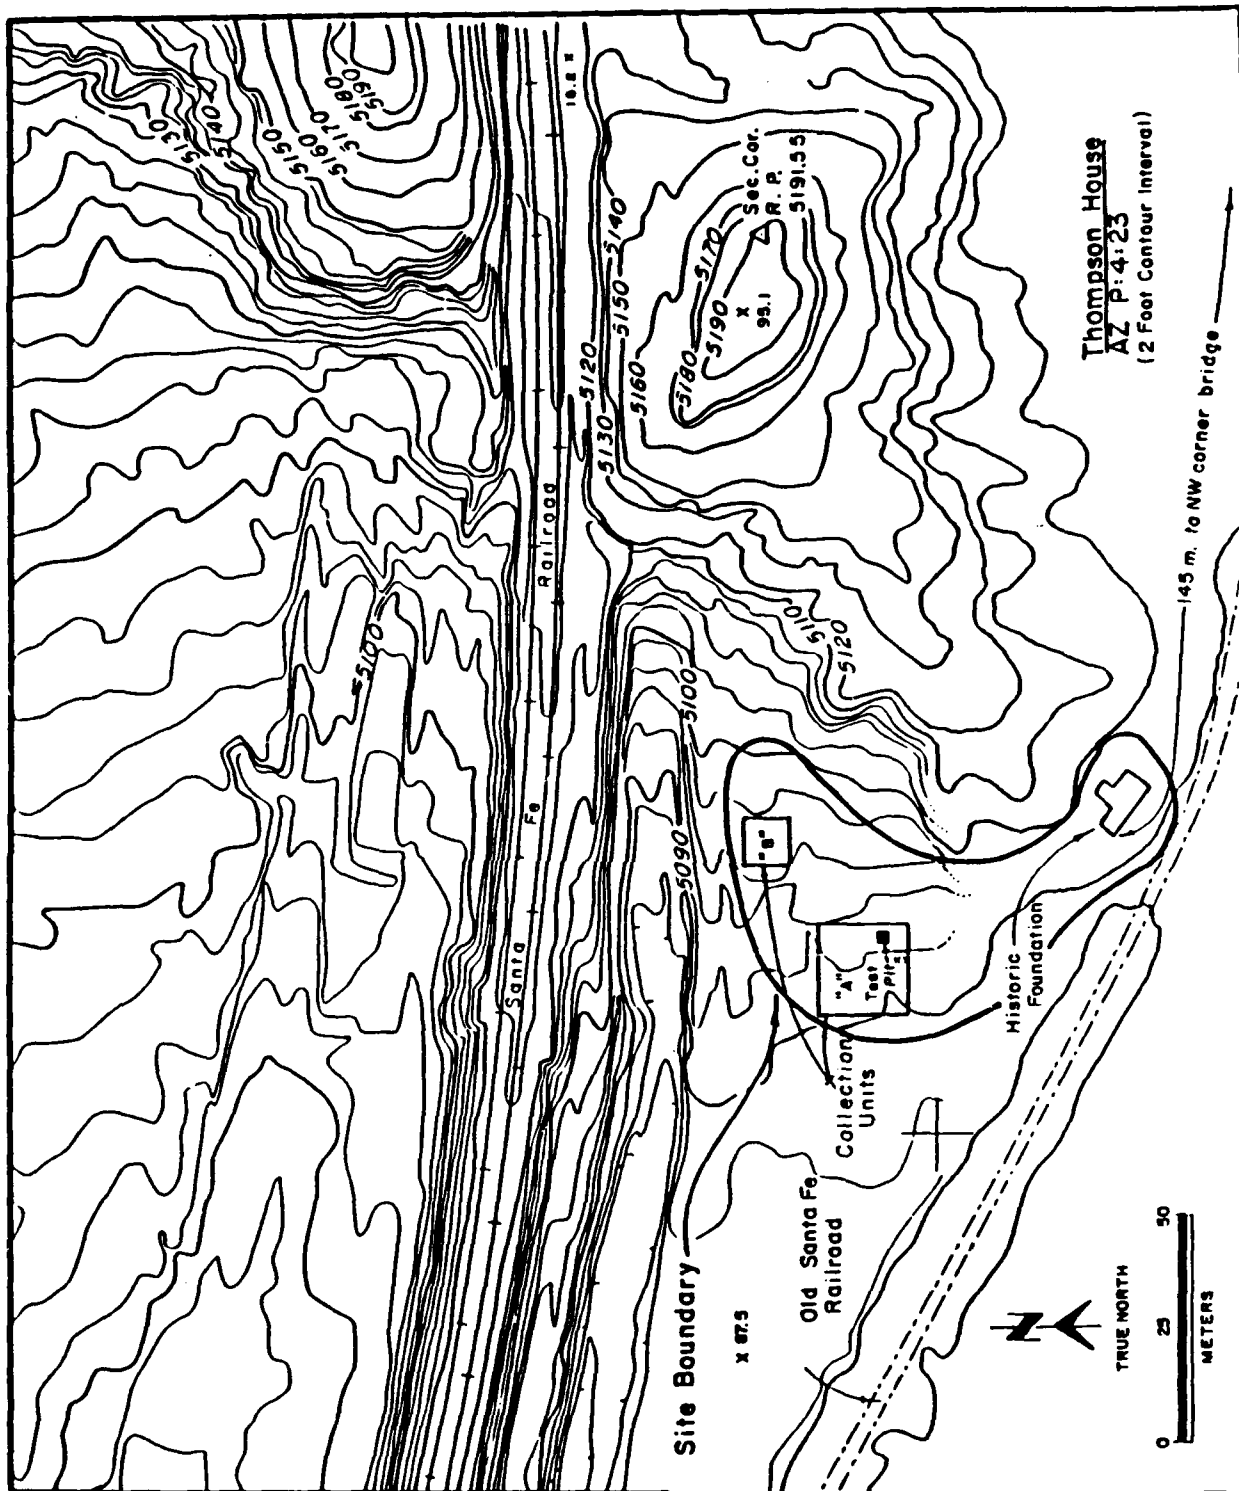 5130
5140
5150
5160
5170
5180
5190
5100
Santa Fe Railroad
5120
5130
5150
5140
5160
5170
5180
5190
X
95.1
Sec. Cor.
R. P.
5191.55
5110
5120
5100
5090
Thompson House
AZ P:4:23
(2 Foot Contour Interval)
145 m. to NW corner bridge
"B"
"A"
Test
Pits
Collection
Units
Historic
Foundation
Site Boundary
X 87.5
Old Santa Fe
Railroad
N
TRUE NORTH
0 25 50
METERS